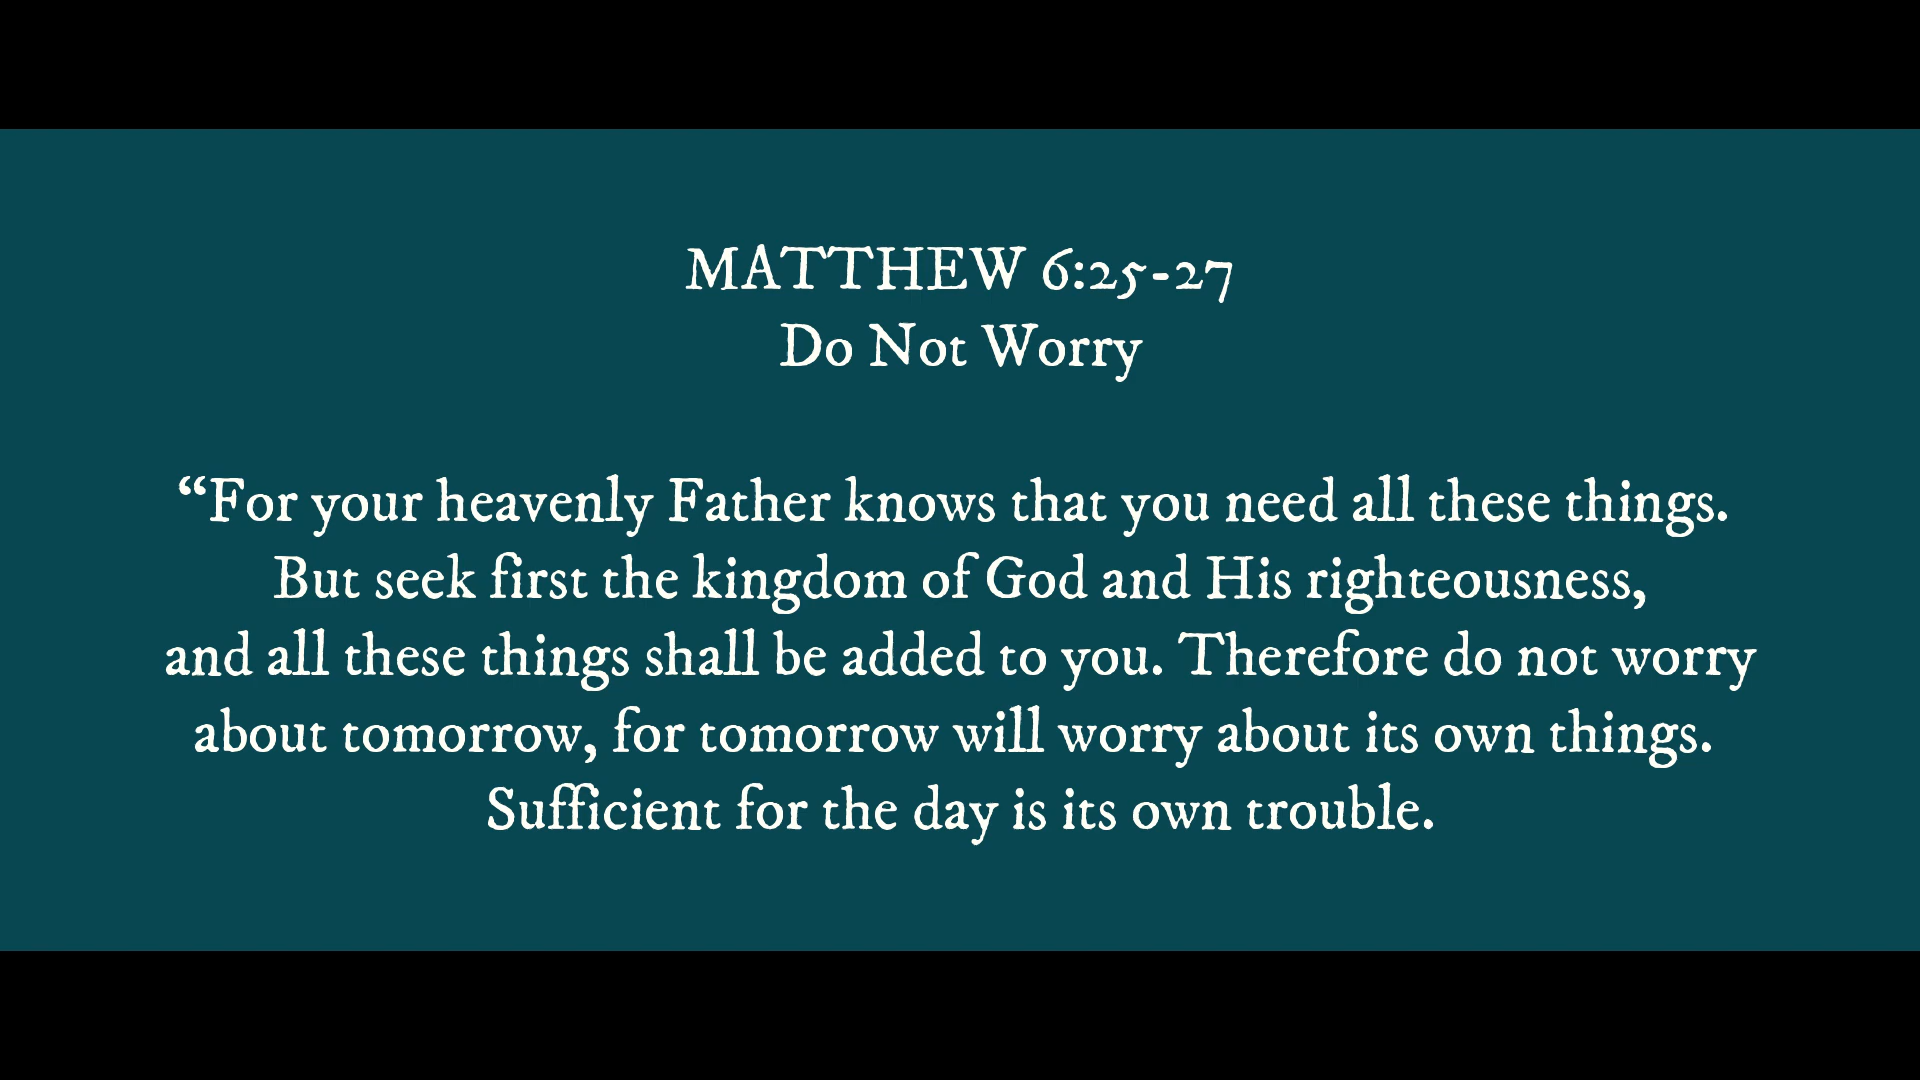 MATTHEW 6:25-27
Do Not Worry
“For your heavenly Father knows that you need all these things.
But seek first the kingdom of God and His righteousness,
and all these things shall be added to you. Therefore do not worry
about tomorrow, for tomorrow will worry about its own things.
Sufficient for the day is its own trouble.